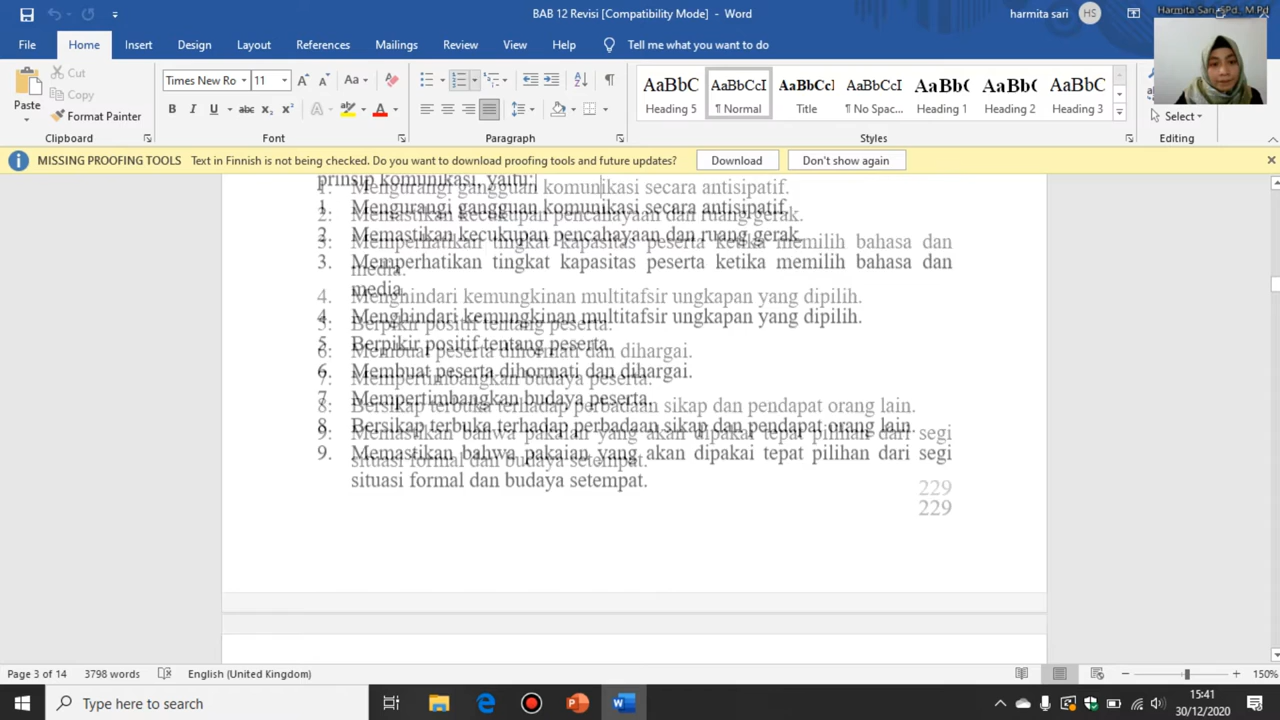 BAB 12 Revisi [Compatibility Mode] - Word
harmita sari
HS
Harmita Sari, SPd., M.Pd
File Home Insert Design Layout References Mailings Review View Help Tell me what you want to do
Paste
Cut
Copy
Format Painter
Clipboard
Times New Ro 11
Font
Paragraph
AaBbC AaBbCcI AaBbCc AaBbCcI AaBb( AaBbC AaBbC
Heading 5 ¶ Normal Title ¶ No Spac... Heading 1 Heading 2 Heading 3
Styles
Select
Editing
MISSING PROOFING TOOLS Text in Finnish is not being checked. Do you want to download proofing tools and future updates?
Download
Don't show again
prinsip komunikasi, yaitu:
1. Mengurangi gangguan komunikasi secara antisipatif.
2. Memastikan kecukupan pencahayaan dan ruang gerak.
3. Memperhatikan tingkat kapasitas peserta ketika memilih bahasa dan
media.
4. Menghindari kemungkinan multitafsir ungkapan yang dipilih.
5. Berpikir positif tentang peserta.
6. Membuat peserta dihormati dan dihargai.
7. Mempertimbangkan budaya peserta.
8. Bersikap terbuka terhadap perbadaan sikap dan pendapat orang lain.
9. Memastikan bahwa pakaian yang akan dipakai tepat pilihan dari segi
situasi formal dan budaya setempat.
229
229
Page 3 of 14 3798 words English (United Kingdom)
150%
Type here to search
15:41
30/12/2020